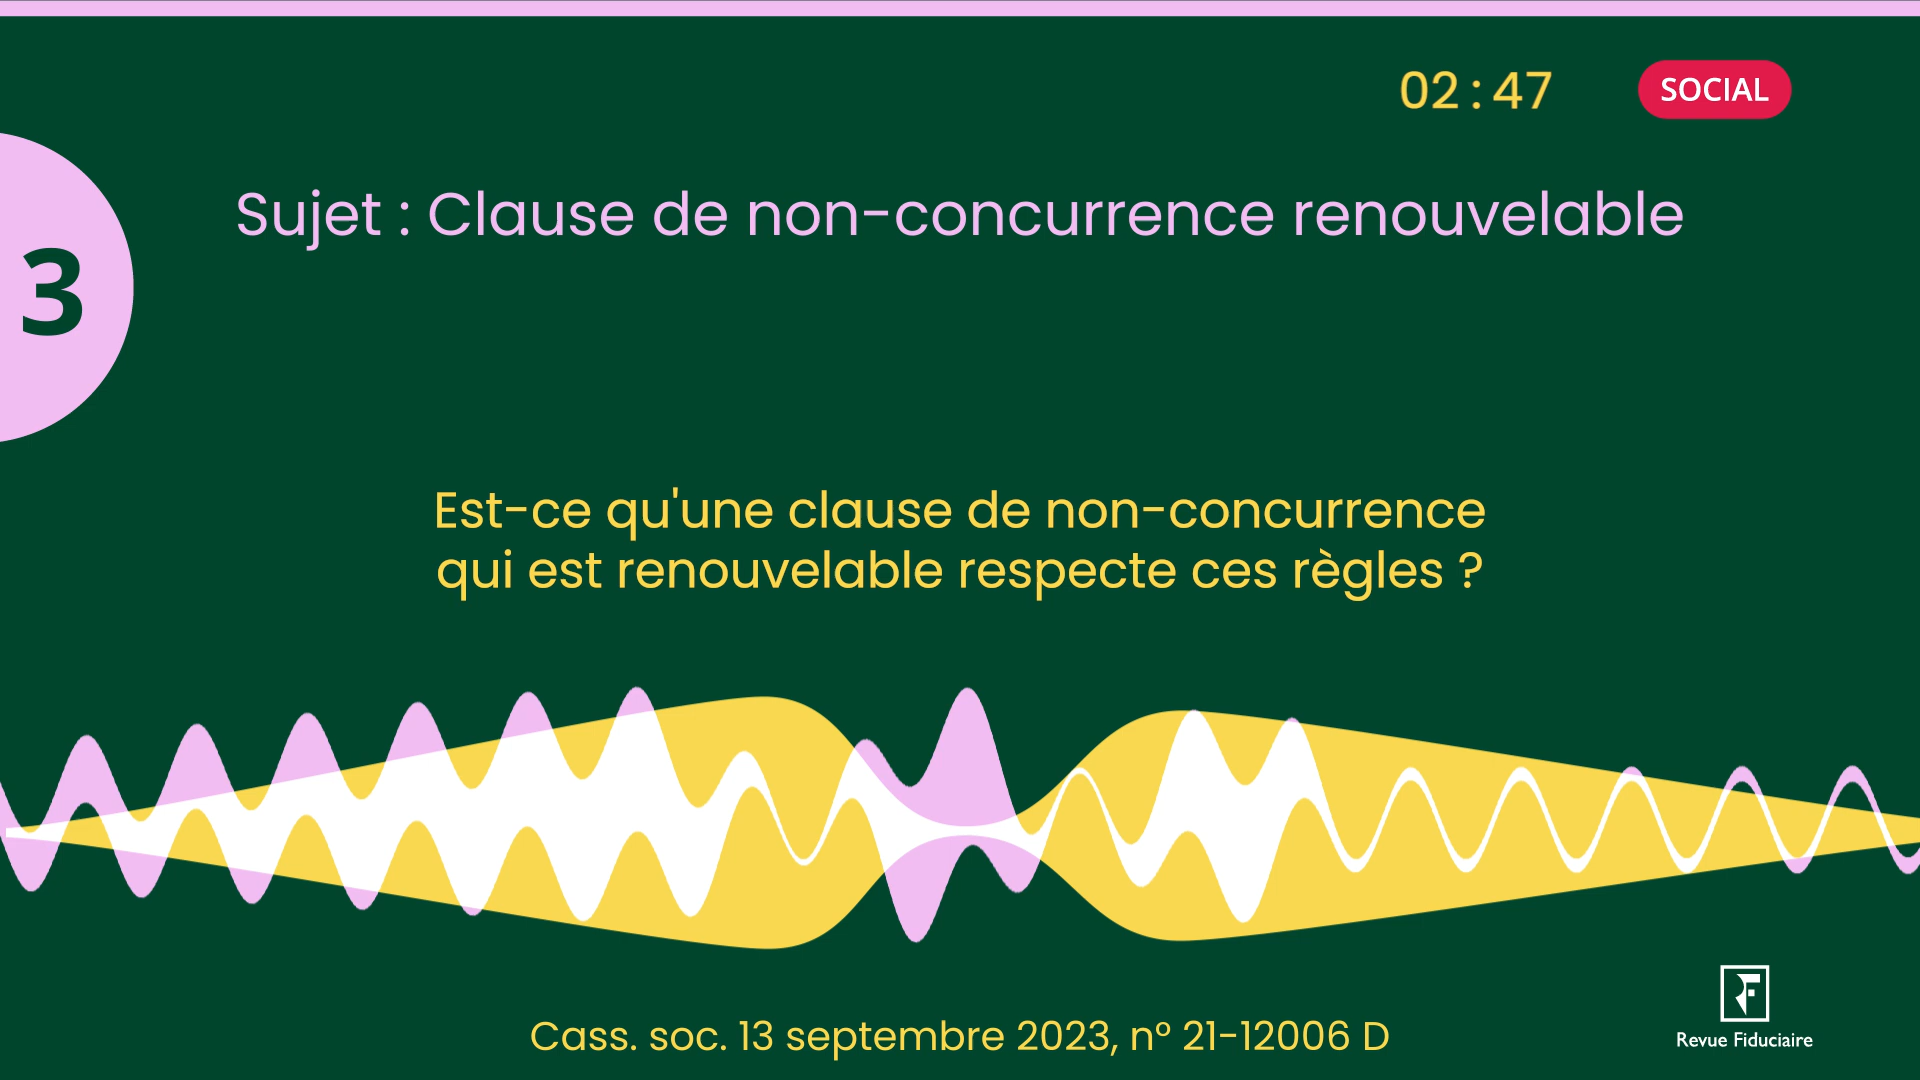 02 : 47
SOCIAL
3
Sujet : Clause de non-concurrence renouvelable
Est-ce qu'une clause de non-concurrence
qui est renouvelable respecte ces règles ?
Cass. soc. 13 septembre 2023, n° 21-12006 D
RF
Revue Fiduciaire